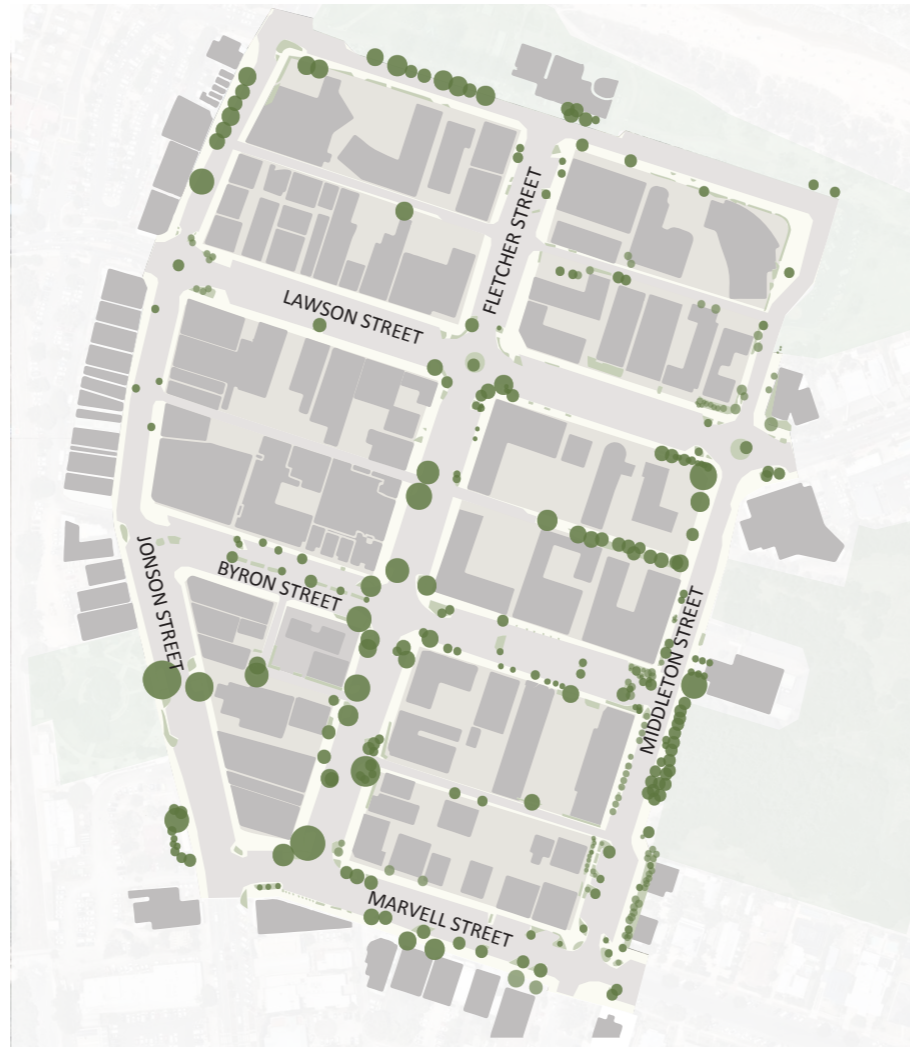 FLETCHER STREET
LAWSON STREET
JONSON STREET
BYRON STREET
MIDDLETON STREET
MARVELL STREET